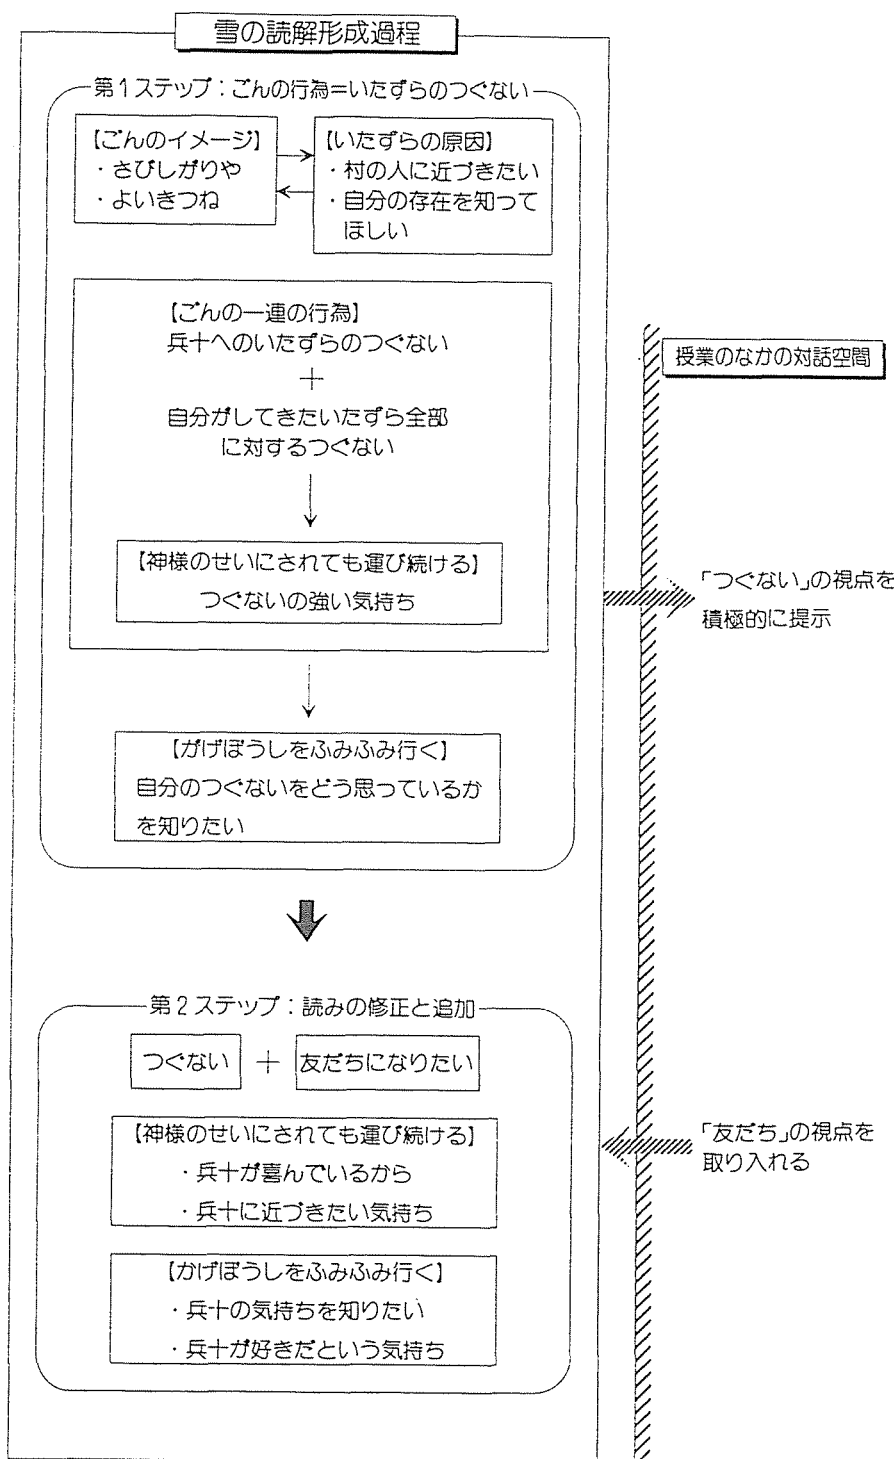 雪の読解形成過程
第1ステップ：ごんの行為＝いたずらのつぐない
【ごんのイメージ】
・さびしがりや
・よいきつね
【いたずらの原因】
・村の人に近づきたい
・自分の存在を知って
ほしい
【ごんの一連の行為】
兵十へのいたずらのつぐない
＋
自分がしてきたいたずら全部
に対するつぐない
【神様のせいにされても運び続ける】
つぐないの強い気持ち
【がげぼうしをふみふみ行く】
自分のつぐないをどう思っているか
を知りたい
授業のなかの対話空間
「つぐない」の視点を
積極的に提示
第2ステップ：読みの修正と追加
つぐない ＋ 友だちになりたい
【神様のせいにされても運び続ける】
・兵十が喜んでいるから
・兵十に近づきたい気持ち
【かげぼうしをふみふみ行く】
・兵十の気持ちを知りたい
・兵十が好きだという気持ち
「友だち」の視点を
取り入れる